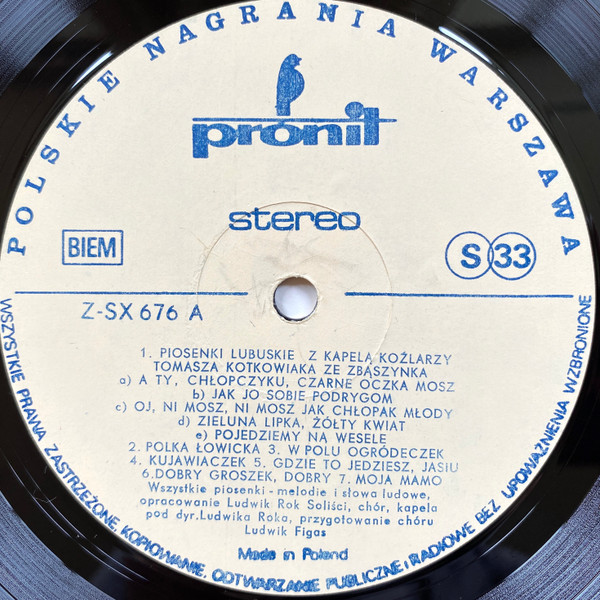 POLSKIE NAGRANIA WARSZAWA
pronit
stereo
BIEM
S 33
Z-SX 676 A
1. PIOSENKI LUBUSKIE Z KAPELĄ KOŹLARZY
TOMASZA KOTKOWIAKA ZE ZBĄSZYNKA
a) A TY, CHŁOPCZYKU, CZARNE OCZKA MOSZ
b) JAK JO SOBIE PODRYGOM
c) OJ, NI MOSZ, NI MOSZ JAK CHŁOPAK MŁODY
d) ZIELUNA LIPKA, ŻÓŁTY KWIAT
e) POJEDZIEMY NA WESELE
2. POLKA ŁOWICKA 3. W POLU OGRÓDECZEK
4. KUJAWIACZEK 5. GDZIE TO JEDZIESZ, JASIU
6. DOBRY GROSZEK, DOBRY 7. MOJA MAMO
Wszystkie piosenki - melodie i słowa ludowe,
opracowanie Ludwik Rok Soliści, chór, kapela
pod dyr. Ludwika Roka, przygotowanie chóru
Ludwik Figas
Made in Poland
WSZYSTKIE PRAWA ZASTRZEŻONE, KOPIOWANIE, ODTWARZANIE PUBLICZNE i RADIOWE BEZ UPOWAŻNIENIA WZBRONIONE